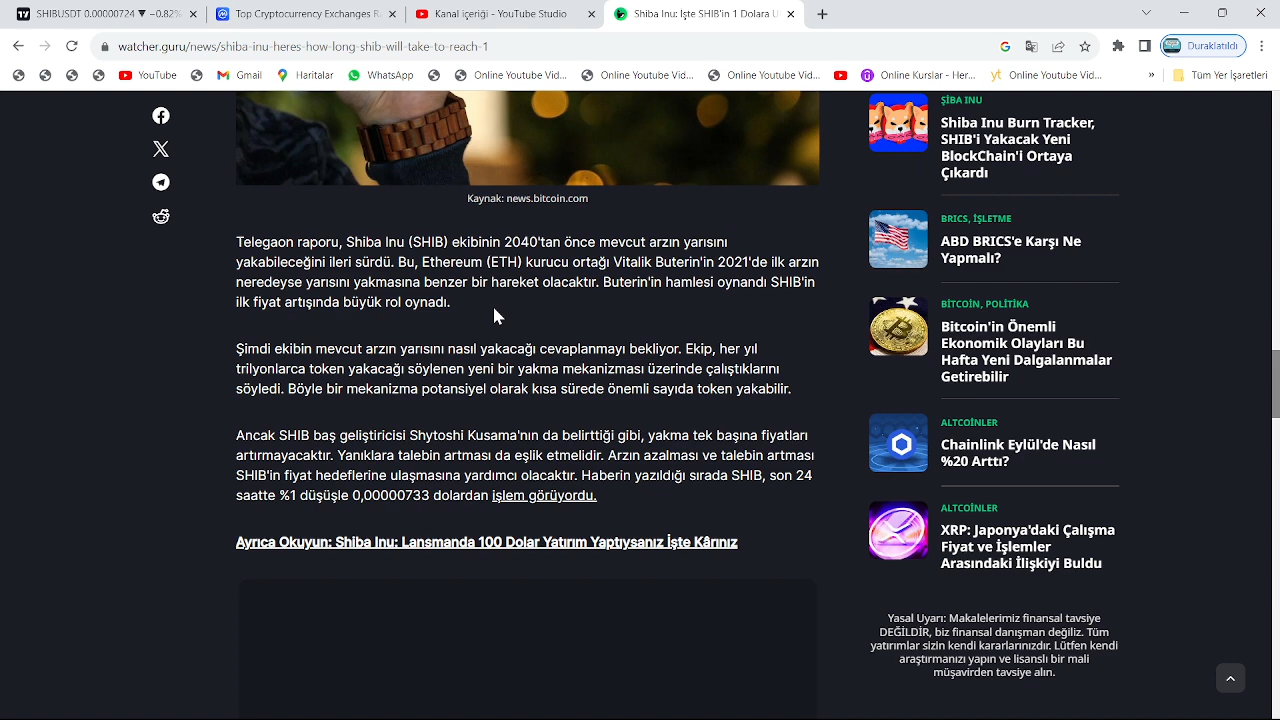 SHIBUSDT 0.00000724 ▼ −0.82%
Top Cryptocurrency Exchanges Ra
Kanal içeriği - YouTube Studio
Shiba Inu: İşte SHIB'in 1 Dolara U
watcher.guru/news/shiba-inu-heres-how-long-shib-will-take-to-reach-1
Duraklatıldı
YouTube
Gmail
Haritalar
WhatsApp
Online Youtube Vid...
Online Youtube Vid...
Online Youtube Vid...
Online Kurslar - Her...
yt Online Youtube Vid...
»
Tüm Yer İşaretleri
Kaynak: news.bitcoin.com
Telegaon raporu, Shiba Inu (SHIB) ekibinin 2040'tan önce mevcut arzın yarısını
yakabileceğini ileri sürdü. Bu, Ethereum (ETH) kurucu ortağı Vitalik Buterin'in 2021'de ilk arzın
neredeyse yarısını yakmasına benzer bir hareket olacaktır. Buterin'in hamlesi oynandı SHIB'in
ilk fiyat artışında büyük rol oynadı.
Şimdi ekibin mevcut arzın yarısını nasıl yakacağı cevaplanmayı bekliyor. Ekip, her yıl
trilyonlarca token yakacağı söylenen yeni bir yakma mekanizması üzerinde çalıştıklarını
söyledi. Böyle bir mekanizma potansiyel olarak kısa sürede önemli sayıda token yakabilir.
Ancak SHIB baş geliştiricisi Shytoshi Kusama'nın da belirttiği gibi, yakma tek başına fiyatları
artırmayacaktır. Yanıklara talebin artması da eşlik etmelidir. Arzın azalması ve talebin artması
SHIB'in fiyat hedeflerine ulaşmasına yardımcı olacaktır. Haberin yazıldığı sırada SHIB, son 24
saatte %1 düşüşle 0,00000733 dolardan işlem görüyordu.
Ayrıca Okuyun: Shiba Inu: Lansmanda 100 Dolar Yatırım Yaptıysanız İşte Kârınız
ŞİBA INU
Shiba Inu Burn Tracker,
SHIB'i Yakacak Yeni
BlockChain'i Ortaya
Çıkardı
BRICS, İŞLETME
ABD BRICS'e Karşı Ne
Yapmalı?
BİTCOİN, POLİTİKA
Bitcoin'in Önemli
Ekonomik Olayları Bu
Hafta Yeni Dalgalanmalar
Getirebilir
ALTCOİNLER
Chainlink Eylül'de Nasıl
%20 Arttı?
ALTCOİNLER
XRP: Japonya'daki Çalışma
Fiyat ve İşlemler
Arasındaki İlişkiyi Buldu
Yasal Uyarı: Makalelerimiz finansal tavsiye
DEĞİLDİR, biz finansal danışman değiliz. Tüm
yatırımlar sizin kendi kararlarınızdır. Lütfen kendi
araştırmanızı yapın ve lisanslı bir mali
müşavirden tavsiye alın.